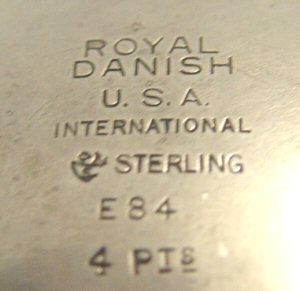 ROYAL
DANISH
U.S.A.
INTERNATIONAL
STERLING
E84
4 PTS